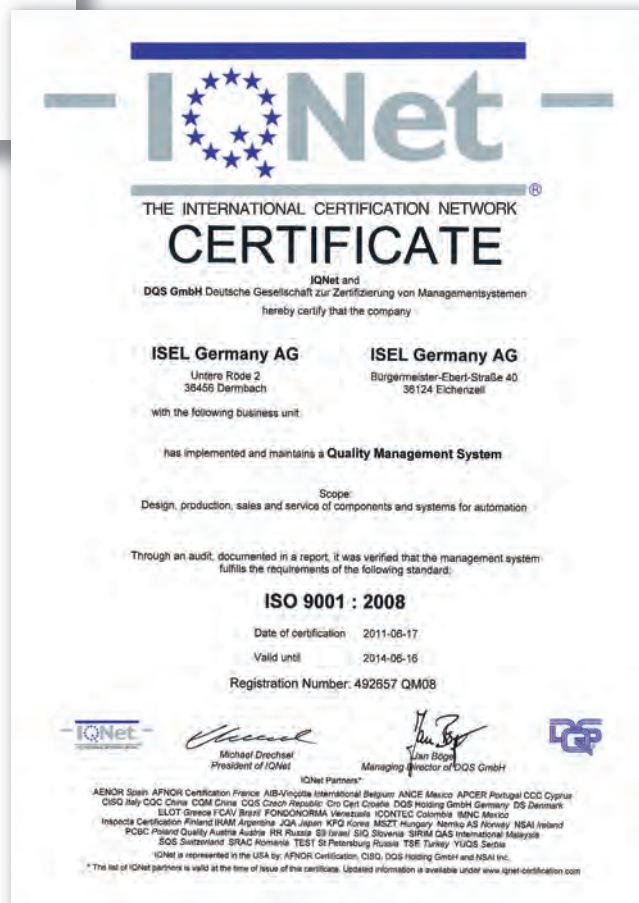 IQNet
®
THE INTERNATIONAL CERTIFICATION NETWORK
CERTIFICATE
IQNet and
DQS GmbH Deutsche Gesellschaft zur Zertifizierung von Managementsystemen
hereby certify that the company
ISEL Germany AG
Untere Röde 2
36456 Dermbach
ISEL Germany AG
Bürgermeister-Ebert-Straße 40
36124 Eichenzell
with the following business unit
has implemented and maintains a Quality Management System
Scope:
Design, production, sales and service of components and systems for automation
Through an audit, documented in a report, it was verified that the management system
fulfills the requirements of the following standard:
ISO 9001 : 2008
Date of certification 2011-06-17
Valid until 2014-06-16
Registration Number: 492657 QM08
IQNet
Michael Drechsel
President of IQNet
Jan Böge
Managing Director of DQS GmbH
DQS
IQNet Partners*:
AENOR Spain AFNOR Certification France AIB-Vinçotte International Belgium ANCE Mexico APCER Portugal CCC Cyprus
CISQ Italy CQC China CQM China CQS Czech Republic Cro Cert Croatia DQS Holding GmbH Germany DS Denmark
ELOT Greece FCAV Brazil FONDONORMA Venezuela ICONTEC Colombia IMNC Mexico
Inspecta Certification Finland IRAM Argentina JQA Japan KFQ Korea MSZT Hungary Nemko AS Norway NSAI Ireland
PCBC Poland Quality Austria Austria RR Russia SII Israel SIQ Slovenia SIRIM QAS International Malaysia
SQS Switzerland SRAC Romania TEST St Petersburg Russia TSE Turkey YUQS Serbia
IQNet is represented in the USA by: AFNOR Certification, CISQ, DQS Holding GmbH and NSAI Inc.
* The list of IQNet partners is valid at the time of issue of this certificate. Updated information is available under www.iqnet-certification.com